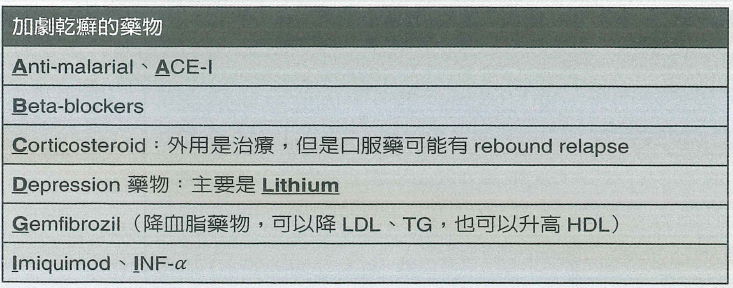 加劇乾癬的藥物
Anti-malarial、ACE-I
Beta-blockers
Corticosteroid：外用是治療，但是口服藥可能有 rebound relapse
Depression 藥物：主要是 Lithium
Gemfibrozil（降血脂藥物，可以降 LDL、TG，也可以升高 HDL）
Imiquimod、INF-α